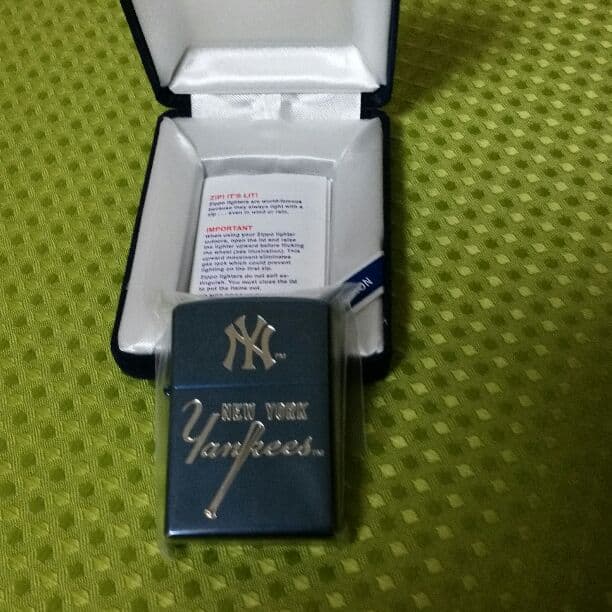 ZIP! IT'S LIT!
Zippo lighters are world-famous
because they always light with a
zip . . . even in wind or rain.
IMPORTANT
When using your Zippo lighter
outdoors, open the lid and raise
the lighter upward before flicking
the wheel (see illustration). This
upward movement eliminates
gas lock which could prevent
lighting on the first zip.
Zippo lighters do not self ex-
tinguish. You must close the lid
to put the flame out.
ION
NY™
NEW YORK
Yankees™